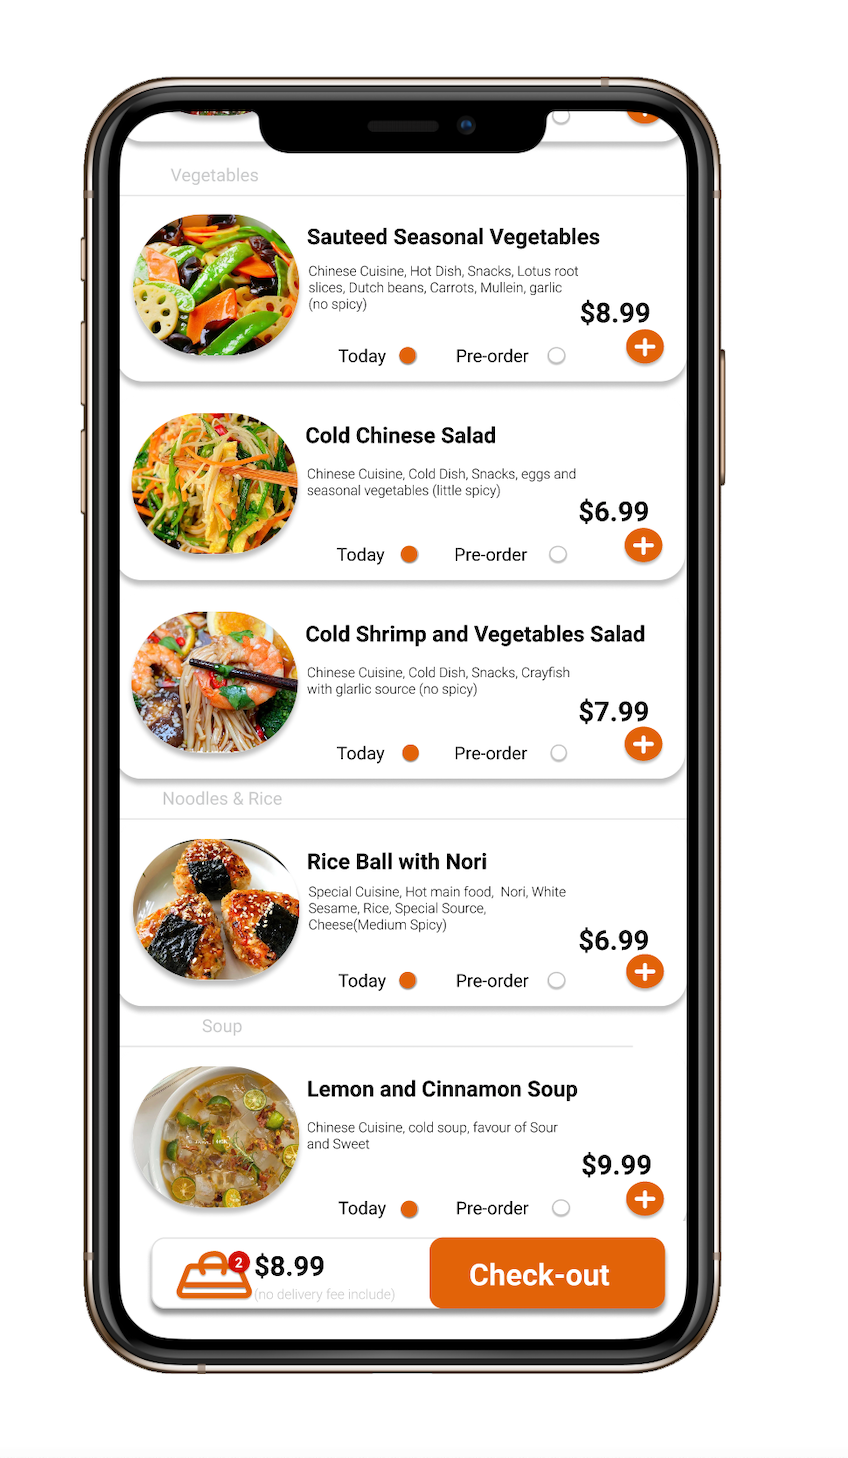 Vegetables
Sauteed Seasonal Vegetables
Chinese Cuisine, Hot Dish, Snacks, Lotus root
slices, Dutch beans, Carrots, Mullein, garlic
(no spicy)
$8.99
Today
Pre-order
Cold Chinese Salad
Chinese Cuisine, Cold Dish, Snacks, eggs and
seasonal vegetables (little spicy)
$6.99
Today
Pre-order
Cold Shrimp and Vegetables Salad
Chinese Cuisine, Cold Dish, Snacks, Crayfish
with glarlic source (no spicy)
$7.99
Today
Pre-order
Noodles & Rice
Rice Ball with Nori
Special Cuisine, Hot main food, Nori, White
Sesame, Rice, Special Source,
Cheese(Medium Spicy)
$6.99
Today
Pre-order
Soup
Lemon and Cinnamon Soup
Chinese Cuisine, cold soup, favour of Sour
and Sweet
$9.99
Today
Pre-order
2
$8.99
(no delivery fee include)
Check-out